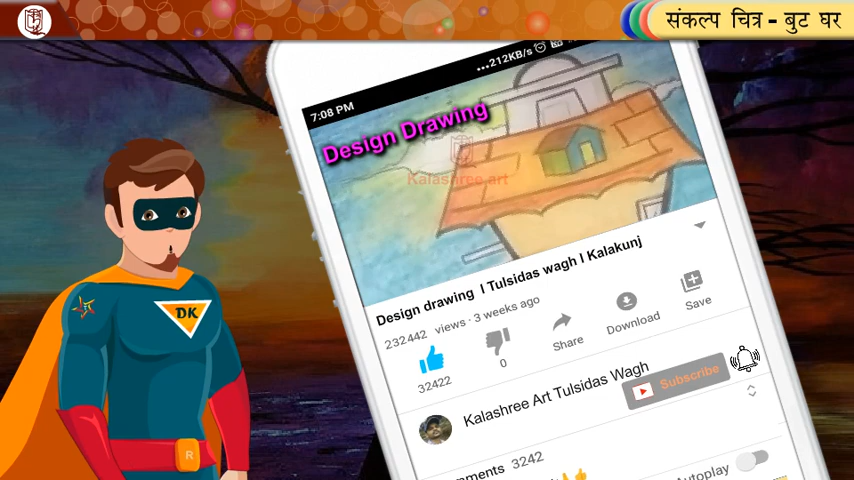 संकल्प चित्र - बुट घर
7:08 PM
...212KB/s
Design Drawing
Kalashree art
Design drawing I Tulsidas wagh I Kalakunj
232442 views · 3 weeks ago
32422
0
Share
Download
Save
Kalashree Art Tulsidas Wagh
Subscribe
mments 3242
Autoplay
DK
R